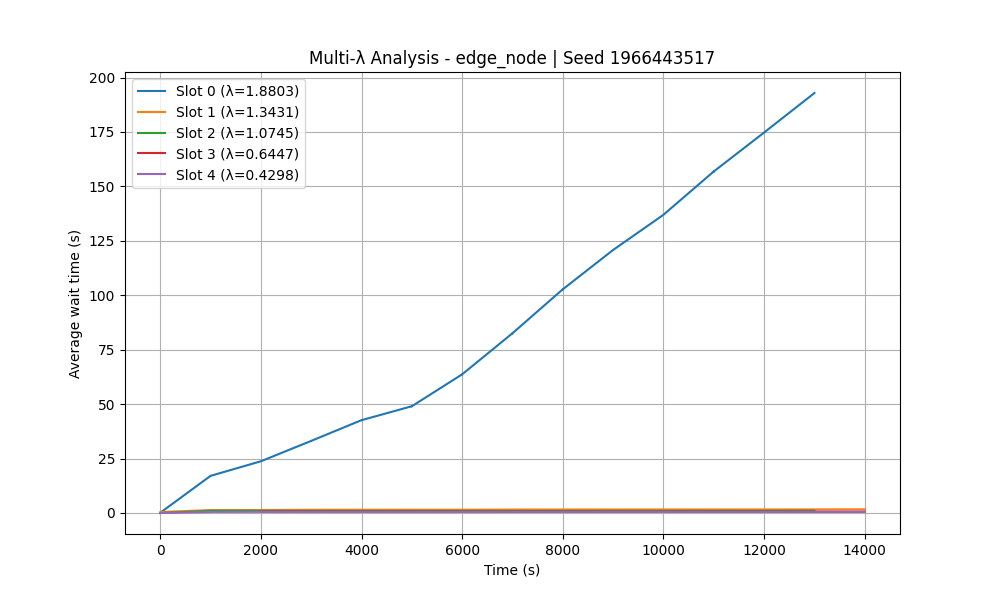 Multi-λ Analysis - edge_node | Seed 1966443517
Slot 0 (λ=1.8803)
Slot 1 (λ=1.3431)
Slot 2 (λ=1.0745)
Slot 3 (λ=0.6447)
Slot 4 (λ=0.4298)
Average wait time (s)
200
175
150
125
100
75
50
25
0
0 2000 4000 6000 8000 10000 12000 14000
Time (s)